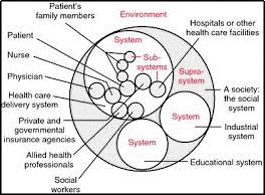 Patient's
family members
Patient
Nurse
Physician
Health care
delivery system
Private and
governmental
insurance agencies
Allied health
professionals
Social
workers
Environment
System
Sub-
systems
Supra-
system
System
System
Hospitals or other
health care facilities
A society:
the social
system
Industrial
system
Educational system